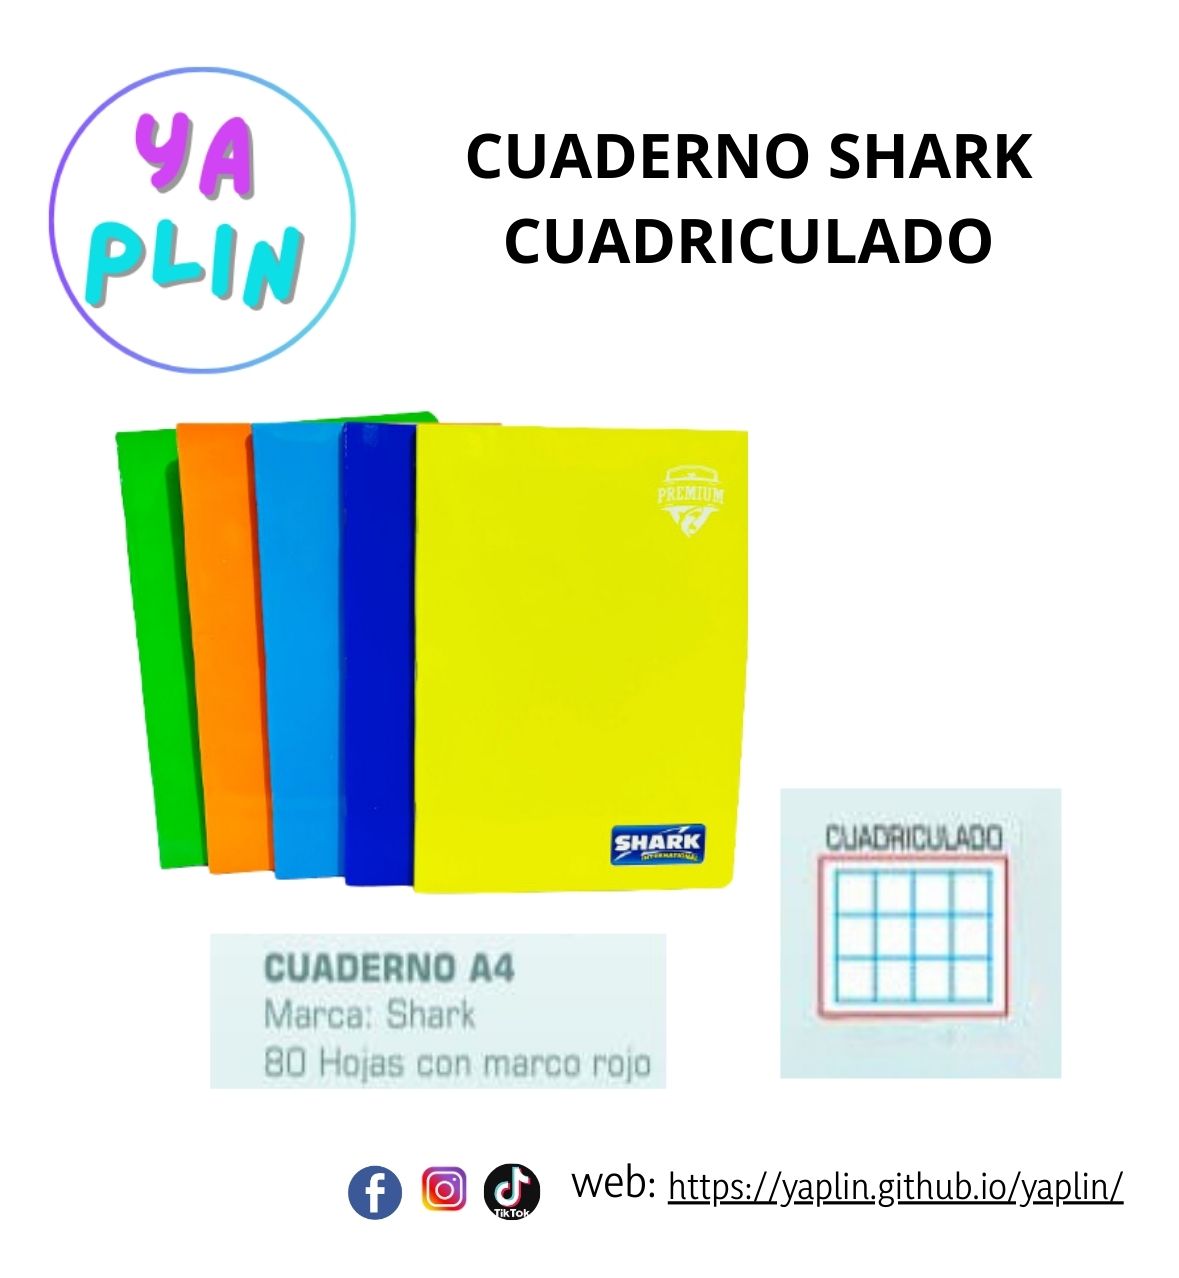 YA
PLIN
CUADERNO SHARK
CUADRICULADO
PREMIUM
SHARK
INTERNATIONAL
CUADRICULADO
CUADERNO A4
Marca: Shark
80 Hojas con marco rojo
TikTok
web: https://yaplin.github.io/yaplin/